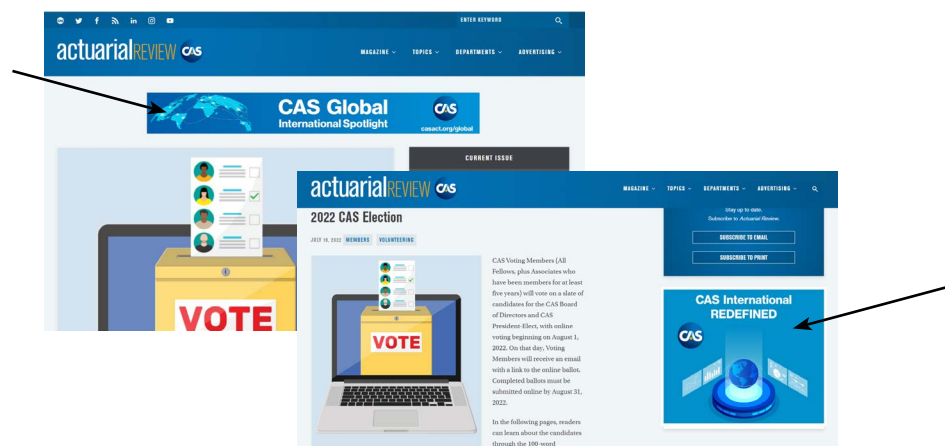 ENTER KEYWORD
actuarialREVIEW CAS
MAGAZINE TOPICS DEPARTMENTS ADVERTISING
CAS Global
International Spotlight
CAS
casact.org/global
CURRENT ISSUE
VOTE
actuarialREVIEW CAS
MAGAZINE TOPICS DEPARTMENTS ADVERTISING
2022 CAS Election
JULY 18, 2022 MEMBERS VOLUNTEERING
VOTE
CAS Voting Members (All
Fellows, plus Associates who
have been members for at least
five years) will vote on a slate of
candidates for the CAS Board
of Directors and CAS
President-Elect, with online
voting beginning on August 1,
2022. On that day, Voting
Members will receive an email
with a link to the online ballot.
Completed ballots must be
submitted online by August 31,
2022.
In the following pages, readers
can learn about the candidates
through the 100-word
Stay up to date.
Subscribe to Actuarial Review.
SUBSCRIBE TO EMAIL
SUBSCRIBE TO PRINT
CAS International
REDEFINED
CAS